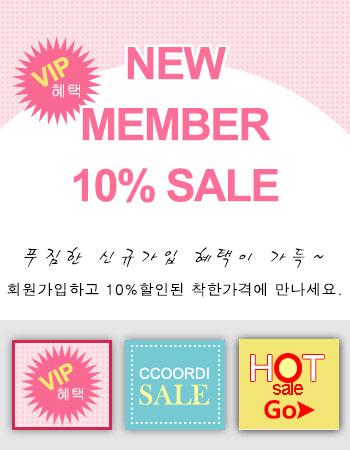 VIP
혜택
NEW
MEMBER
10% SALE
푸짐한 신규가입 혜택이 가득~
회원가입하고 10%할인된 착한가격에 만나세요.
VIP
혜택
CCOORDI
SALE
HOT
sale
Go